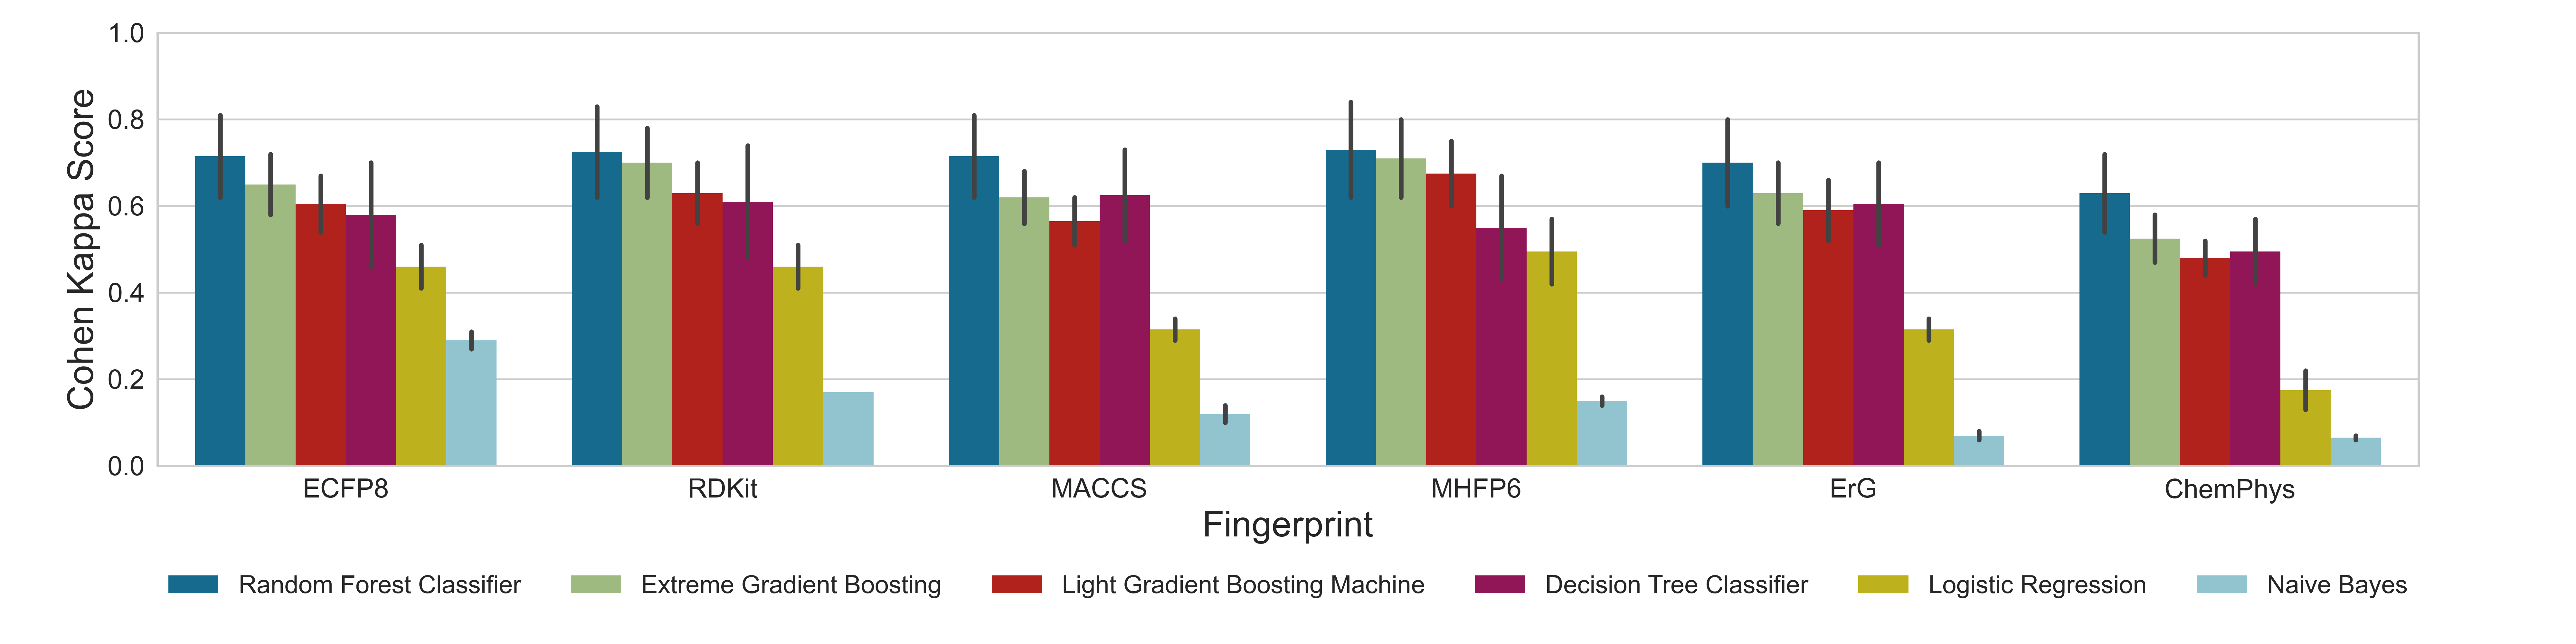 1.0
0.8
0.6
0.4
0.2
0.0
Cohen Kappa Score
ECFP8 RDKit MACCS MHFP6 ErG ChemPhys
Fingerprint
Random Forest Classifier Extreme Gradient Boosting Light Gradient Boosting Machine Decision Tree Classifier Logistic Regression Naive Bayes